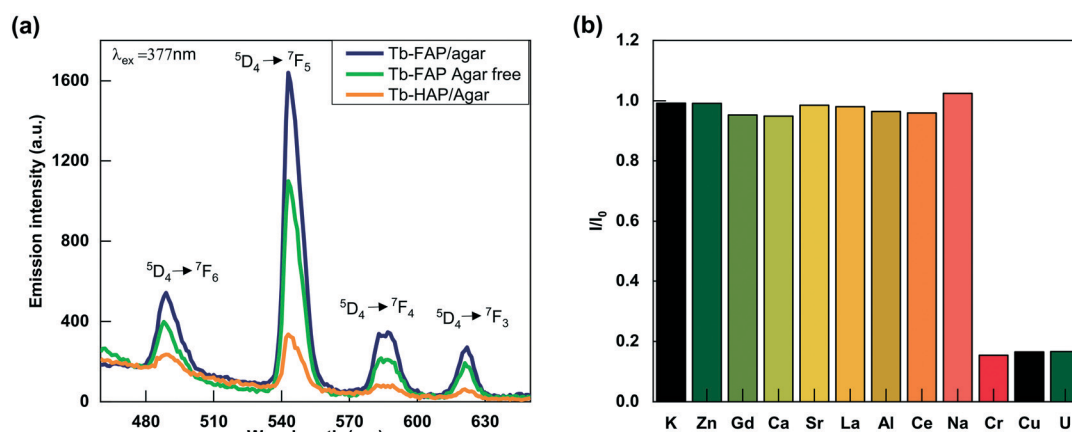 (a)
λex =377nm
⁵D₄→⁷F₅
Tb-FAP/agar
Tb-FAP Agar free
Tb-HAP/Agar
1600
1200
800
400
0
Emission intensity (a.u.)
⁵D₄→⁷F₆
⁵D₄→⁷F₄
⁵D₄→⁷F₃
480 510 540 570 600 630
(b)
1.2
1.0
0.8
0.6
0.4
0.2
0.0
I/I₀
K Zn Gd Ca Sr La Al Ce Na Cr Cu U